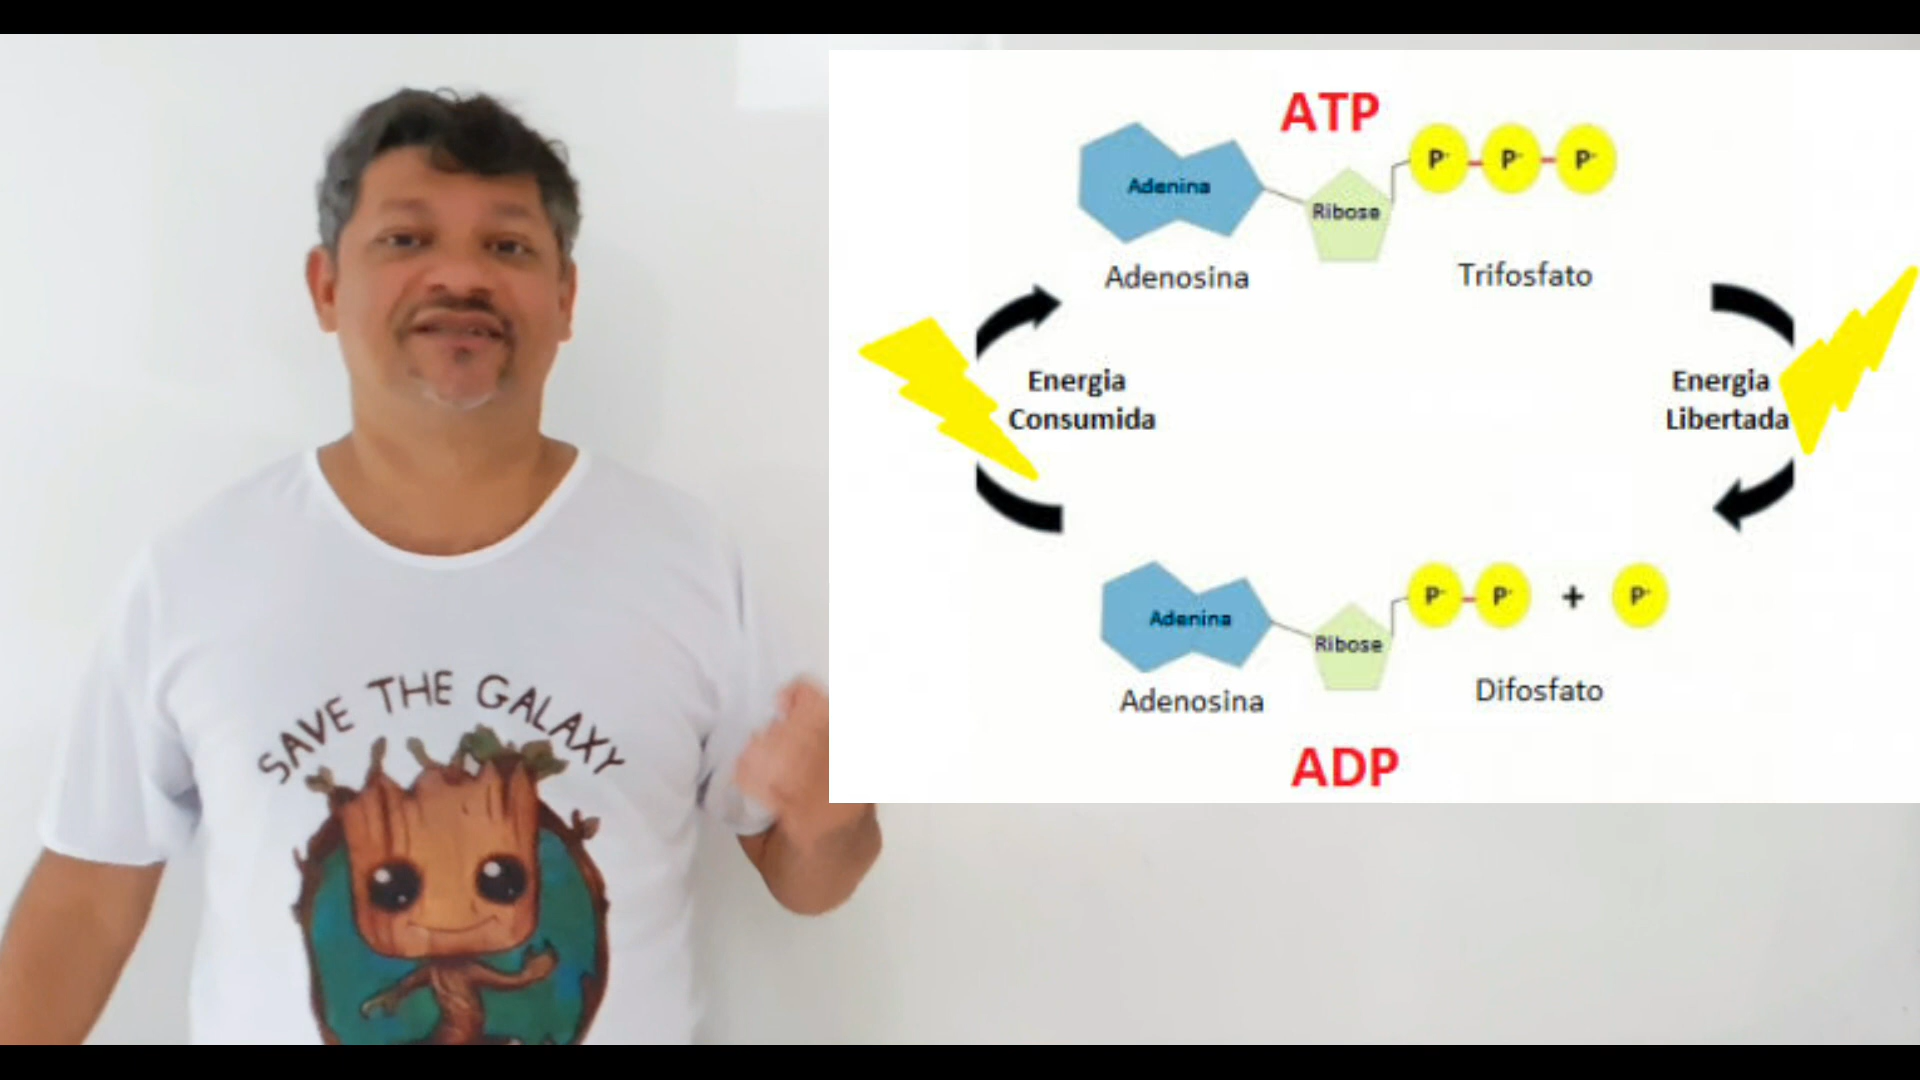 SAVE THE GALAXY
ATP
Adenina
Ribose
P- P- P-
Adenosina
Trifosfato
Energia
Consumida
Energia
Libertada
Adenina
Ribose
P- P- + P-
Adenosina
Difosfato
ADP